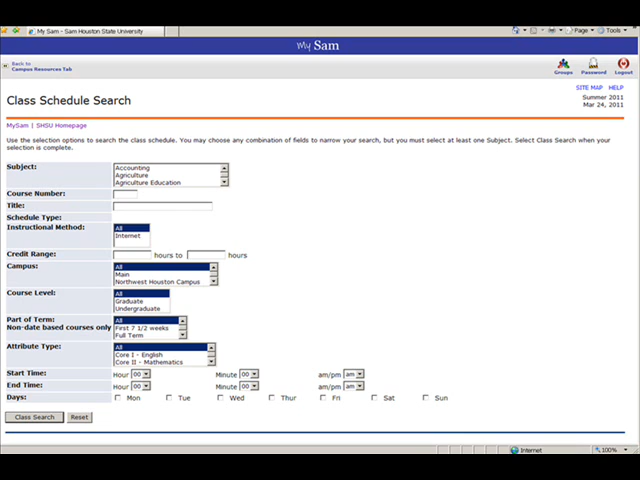 My Sam - Sam Houston State University
Page Tools
My Sam
Back to
Campus Resources Tab
Groups Password Logout
SITE MAP HELP
Class Schedule Search
Summer 2011
Mar 24, 2011
MySam | SHSU Homepage
Use the selection options to search the class schedule. You may choose any combination of fields to narrow your search, but you must select at least one Subject. Select Class Search when your
selection is complete.
Subject:
Accounting
Agriculture
Agriculture Education
Course Number:
Title:
Schedule Type:
Instructional Method:
All
Internet
Credit Range: hours to hours
Campus:
All
Main
Northwest Houston Campus
Course Level:
All
Graduate
Undergraduate
Part of Term:
Non-date based courses only
All
First 7 1/2 weeks
Full Term
Attribute Type:
All
Core I - English
Core II - Mathematics
Start Time: Hour 00 Minute 00 am/pm am
End Time: Hour 00 Minute 00 am/pm am
Days: Mon Tue Wed Thur Fri Sat Sun
Class Search Reset
Internet 100%